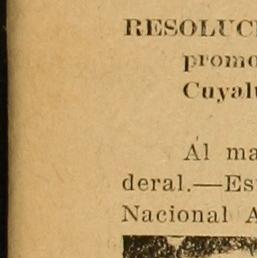 RESOLUC
promo
Cuyal
Al ma
deral.—Es
Nacional A